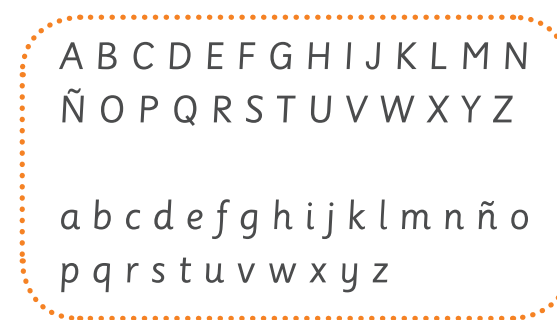 A B C D E F G H I J K L M N
Ñ O P Q R S T U V W X Y Z
a b c d e f g h i j k l m n ñ o
p q r s t u v w x y z